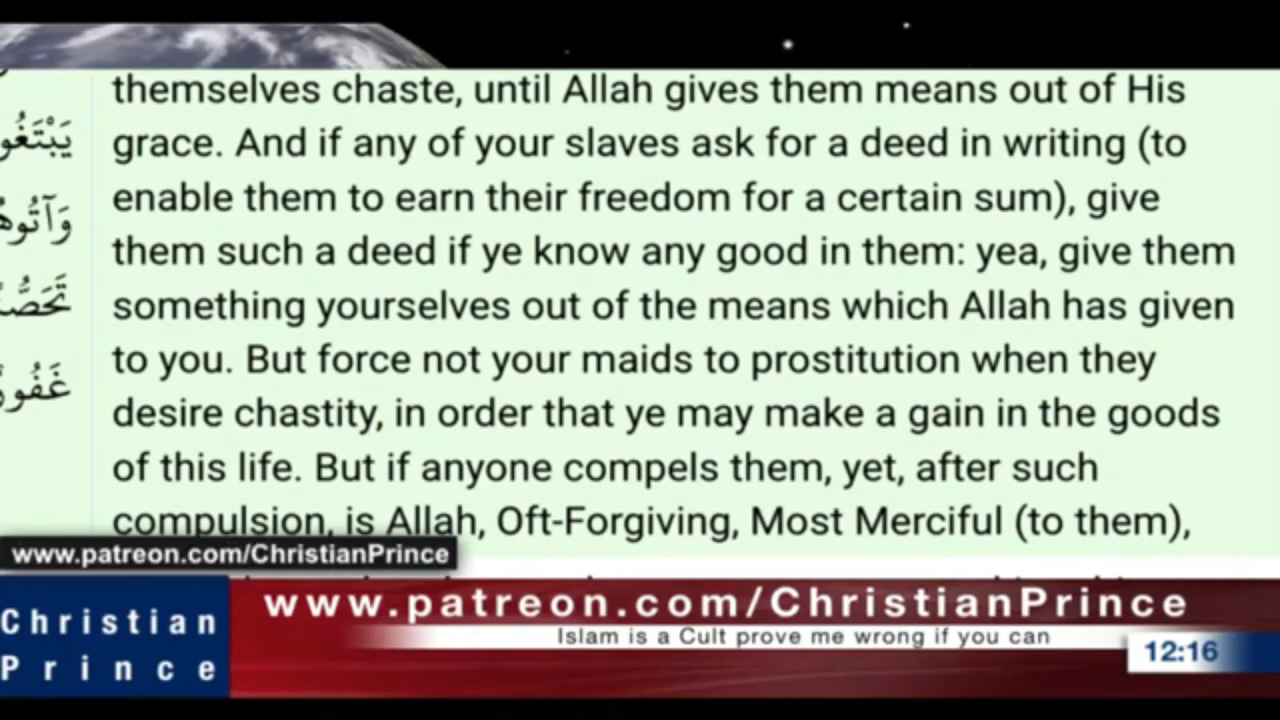 themselves chaste, until Allah gives them means out of His
grace. And if any of your slaves ask for a deed in writing (to
enable them to earn their freedom for a certain sum), give
them such a deed if ye know any good in them: yea, give them
something yourselves out of the means which Allah has given
to you. But force not your maids to prostitution when they
desire chastity, in order that ye may make a gain in the goods
of this life. But if anyone compels them, yet, after such
compulsion, is Allah, Oft-Forgiving, Most Merciful (to them),
www.patreon.com/ChristianPrince
Christian
Prince
www.patreon.com/ChristianPrince
Islam is a Cult prove me wrong if you can
12:16